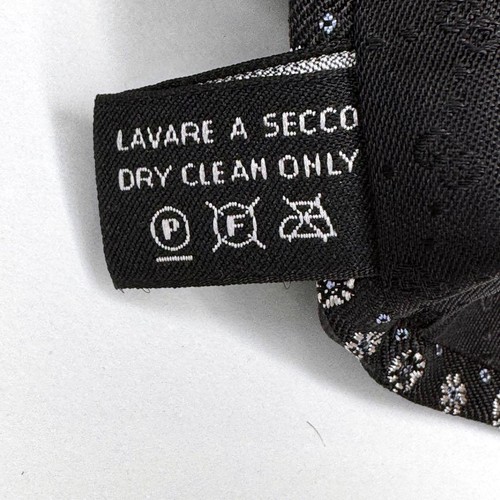 LAVARE A SECCO
DRY CLEAN ONLY
P F